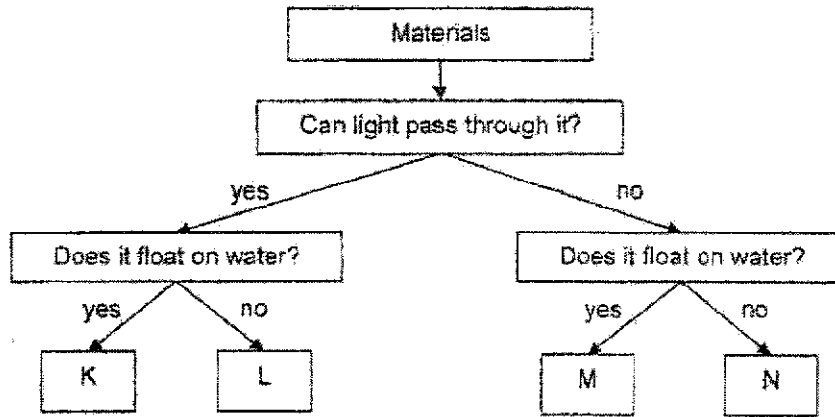 Materials
Can light pass through it?
yes
no
Does it float on water?
Does it float on water?
yes
no
yes
no
K
L
M
N